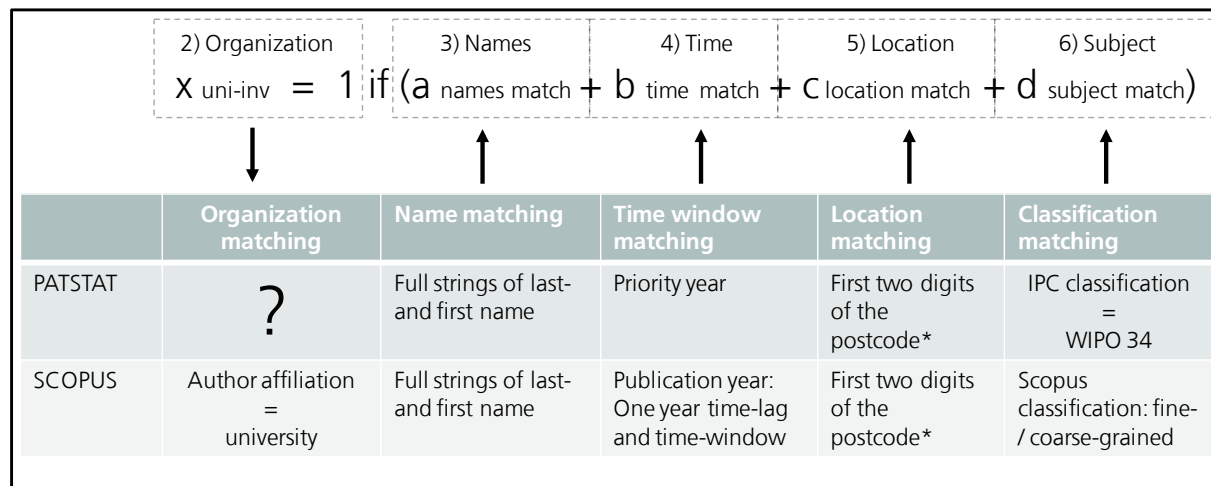 2) Organization
3) Names
4) Time
5) Location
6) Subject
x uni-inv = 1 if (a names match + b time match + c location match + d subject match)
Organization matching
Name matching
Time window matching
Location matching
Classification matching
PATSTAT
?
Full strings of last-
and first name
Priority year
First two digits
of the
postcode*
IPC classification
=
WIPO 34
SCOPUS
Author affiliation
=
university
Full strings of last-
and first name
Publication year:
One year time-lag
and time-window
First two digits
of the
postcode*
Scopus
classification: fine-
/ coarse-grained